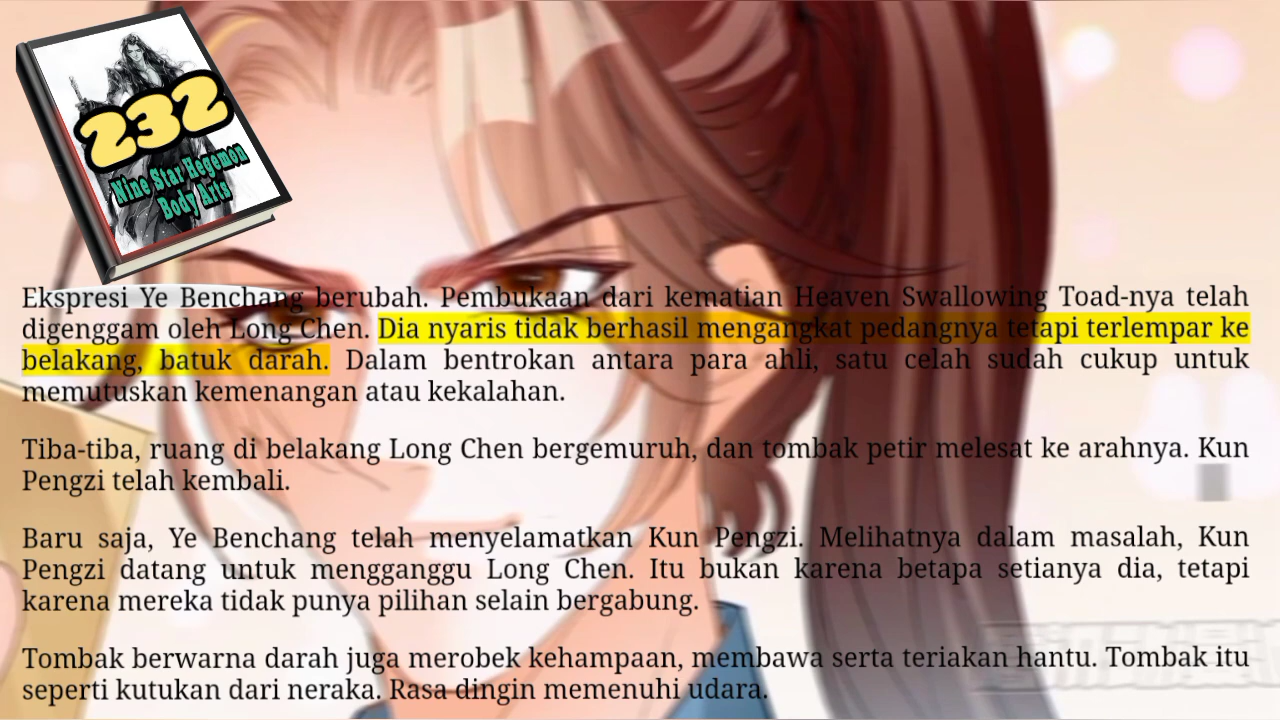 232
Nine Star Hegemon
Body Arts
Ekspresi Ye Benchang berubah. Pembukaan dari kematian Heaven Swallowing Toad-nya telah
digenggam oleh Long Chen. Dia nyaris tidak berhasil mengangkat pedangnya tetapi terlempar ke
belakang, batuk darah. Dalam bentrokan antara para ahli, satu celah sudah cukup untuk
memutuskan kemenangan atau kekalahan.
Tiba-tiba, ruang di belakang Long Chen bergemuruh, dan tombak petir melesat ke arahnya. Kun
Pengzi telah kembali.
Baru saja, Ye Benchang telah menyelamatkan Kun Pengzi. Melihatnya dalam masalah, Kun
Pengzi datang untuk mengganggu Long Chen. Itu bukan karena betapa setianya dia, tetapi
karena mereka tidak punya pilihan selain bergabung.
Tombak berwarna darah juga merobek kehampaan, membawa serta teriakan hantu. Tombak itu
seperti kutukan dari neraka. Rasa dingin memenuhi udara.